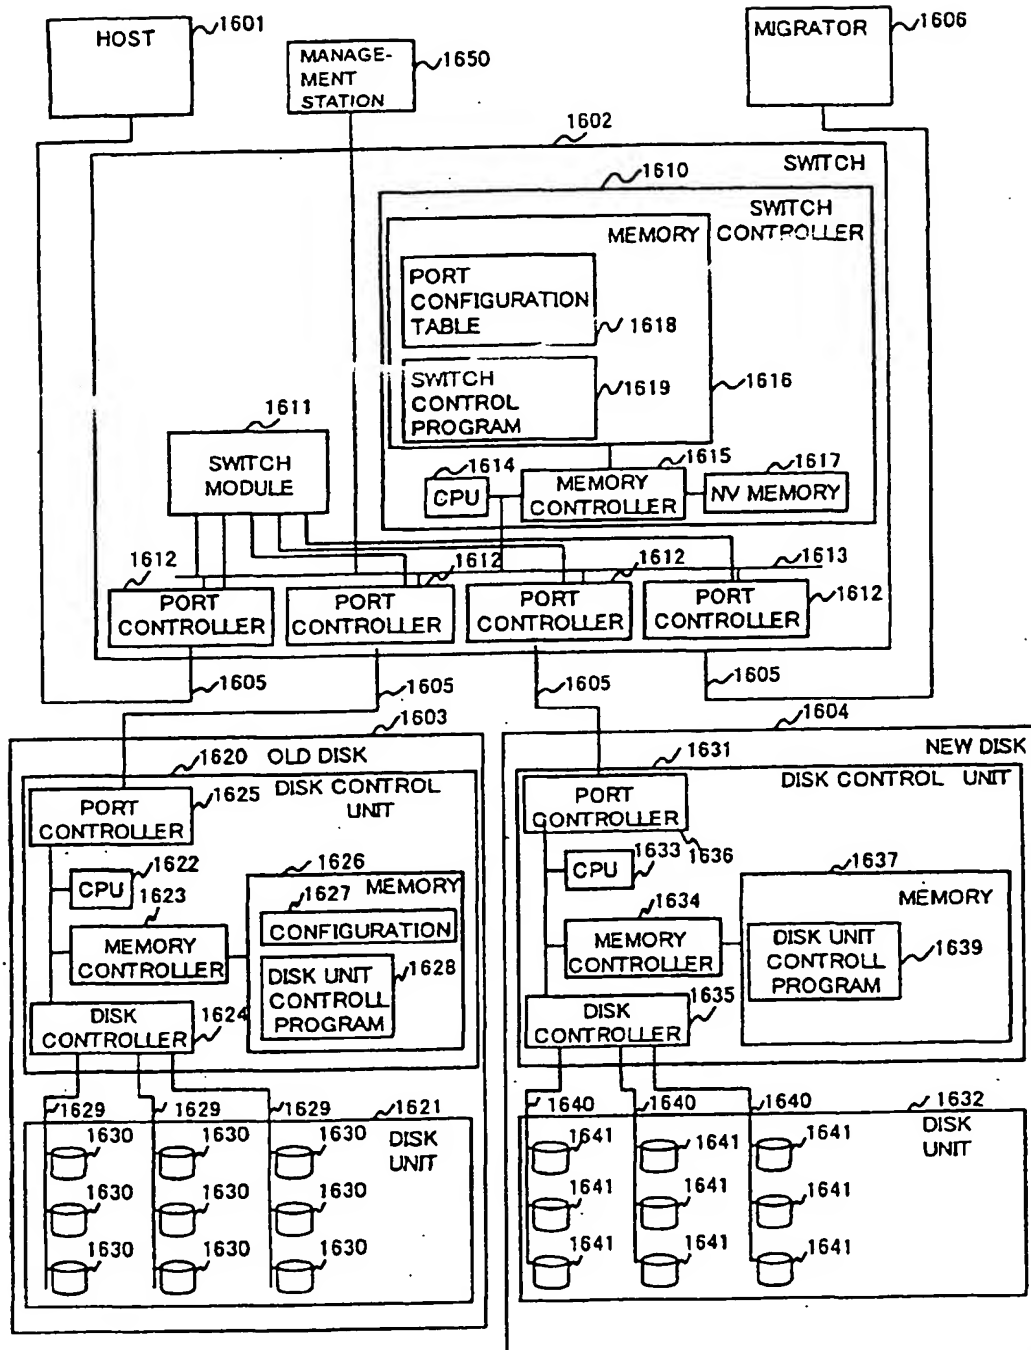 HOST
1601
MANAGE-
MENT
STATION
1650
MIGRATOR
1606
1602
SWITCH
1610
SWITCH
CONTROLLER
MEMORY
PORT
CONFIGURATION
TABLE
1618
SWITCH
CONTROL
PROGRAM
1619
1616
1611
SWITCH
MODULE
1614
CPU
1615
MEMORY
CONTROLLER
1617
NV MEMORY
1612
1612
1612
1613
PORT
CONTROLLER
PORT
CONTROLLER
PORT
CONTROLLER
PORT
CONTROLLER
1612
1605
1605
1605
1605
1603
OLD DISK
1620
DISK CONTROL
UNIT
1625
PORT
CONTROLLER
1622
CPU
1623
MEMORY
CONTROLLER
1626
MEMORY
1627
CONFIGURATION
1628
DISK UNIT
CONTROLL
PROGRAM
DISK
CONTROLLER
1624
1629
1629
1629
1621
DISK
UNIT
1630
1630
1630
1630
1630
1630
1630
1630
1630
1604
NEW DISK
1631
DISK CONTROL UNIT
PORT
CONTROLLER
1636
1633
CPU
1634
MEMORY
CONTROLLER
1637
MEMORY
DISK UNIT
CONTROLL
PROGRAM
1639
1635
DISK
CONTROLLER
1640
1640
1640
1632
DISK
UNIT
1641
1641
1641
1641
1641
1641
1641
1641
1641